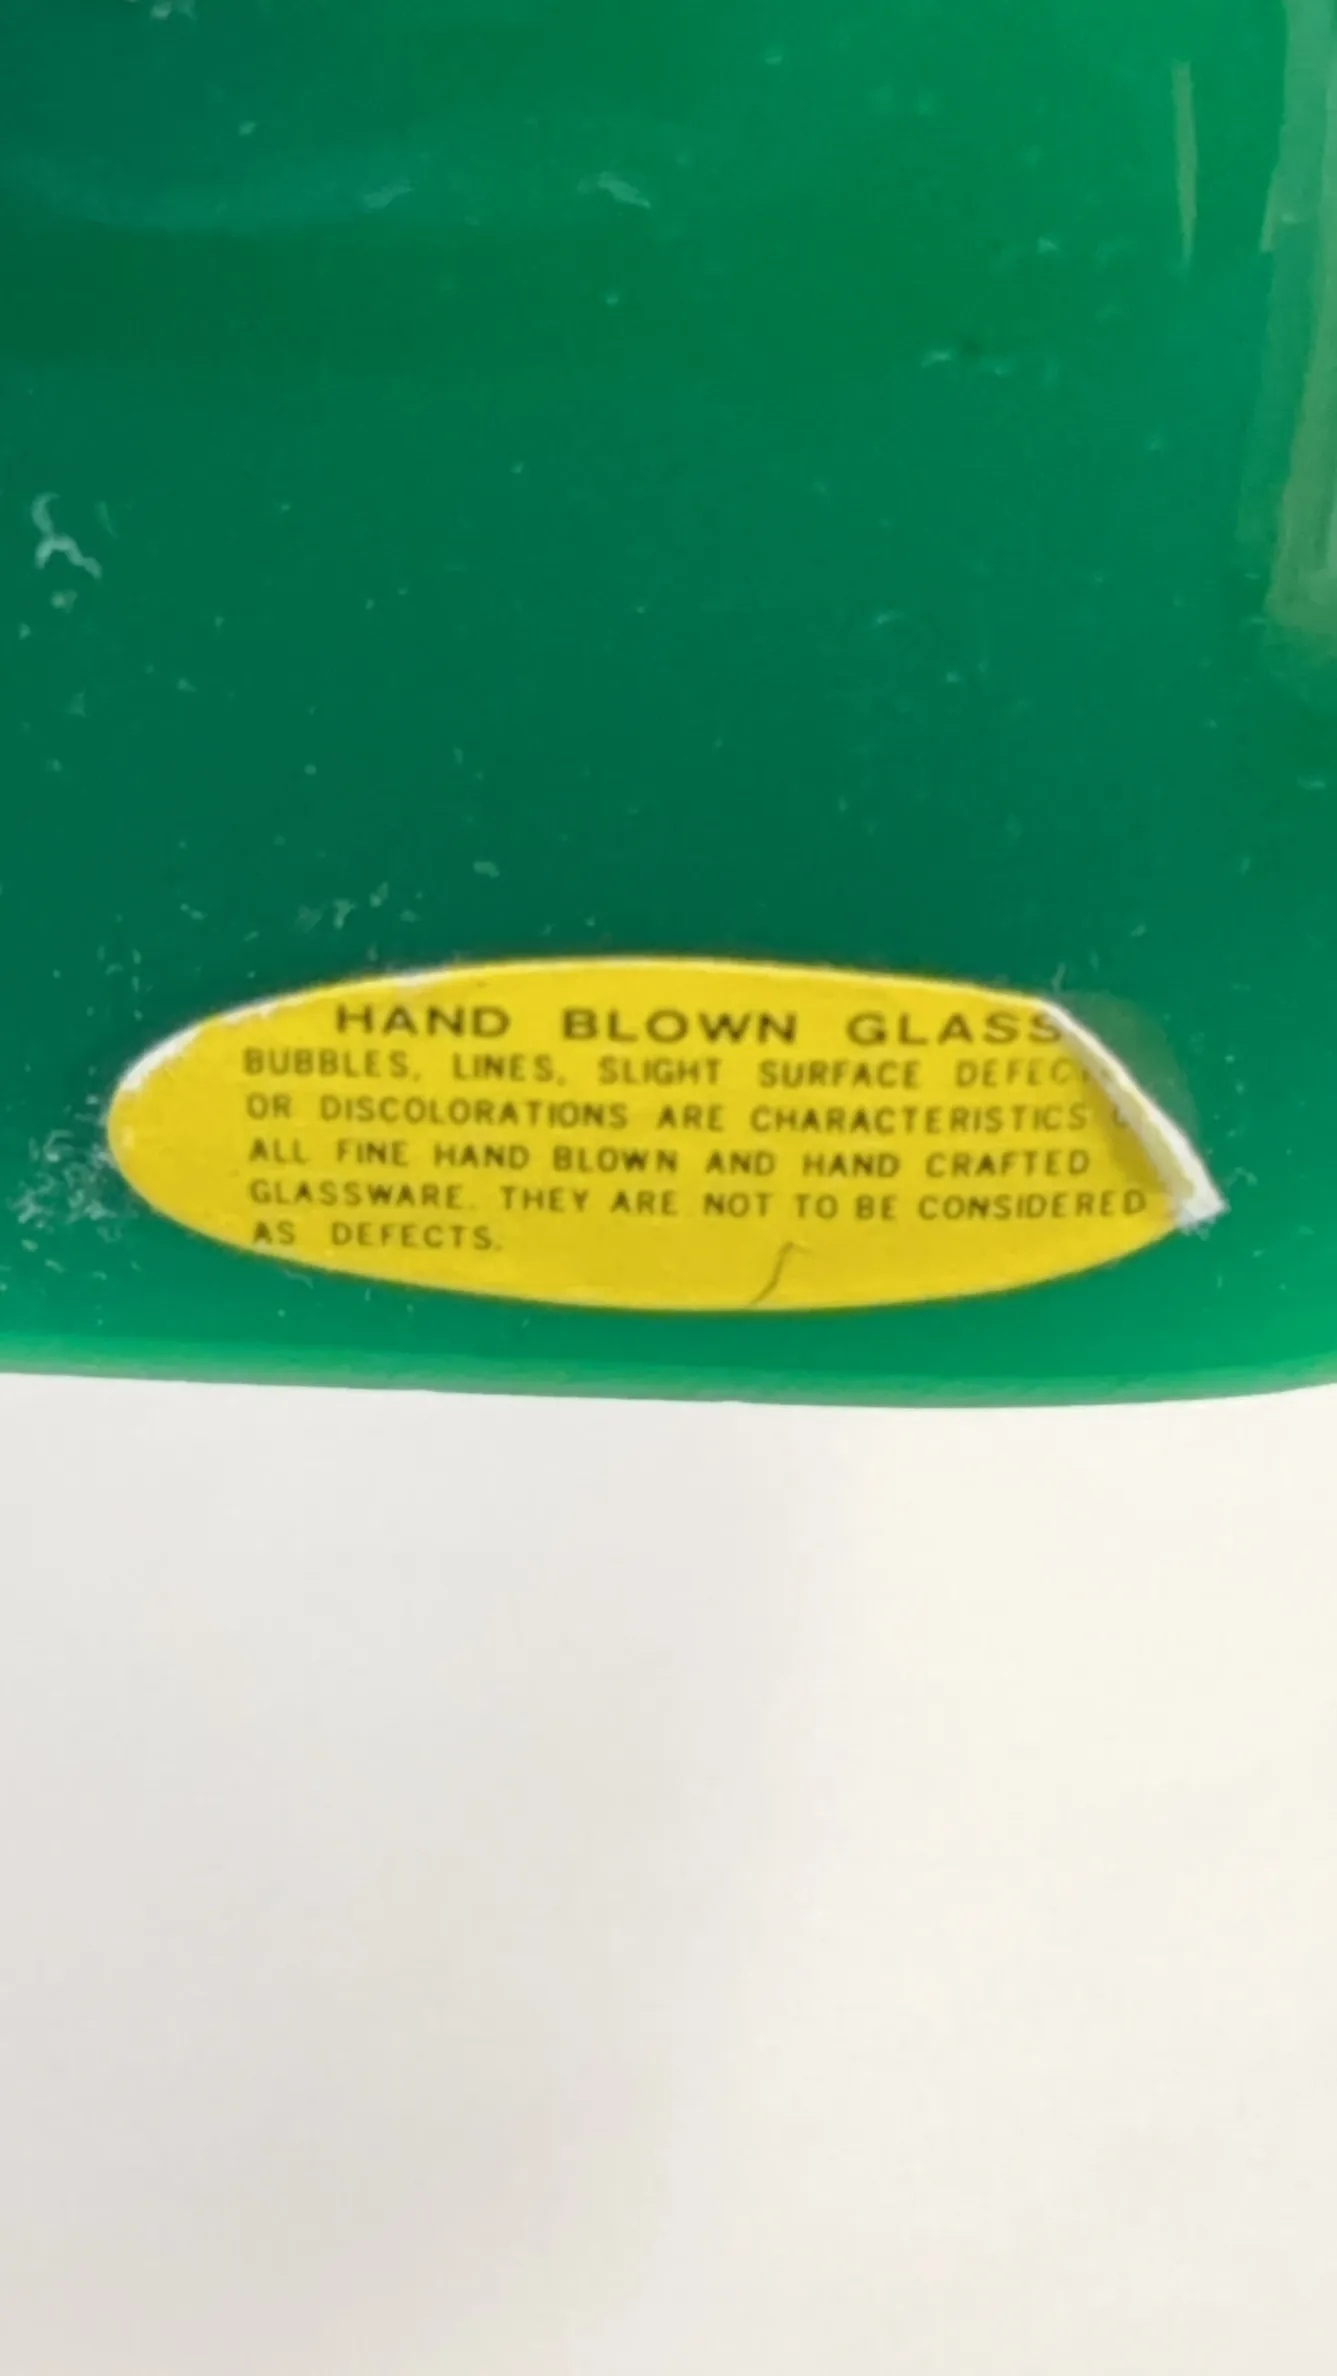 HAND BLOWN GLASS
BUBBLES, LINES, SLIGHT SURFACE DEFEC
OR DISCOLORATIONS ARE CHARACTERISTICS
ALL FINE HAND BLOWN AND HAND CRAFTED
GLASSWARE. THEY ARE NOT TO BE CONSIDERED
AS DEFECTS.